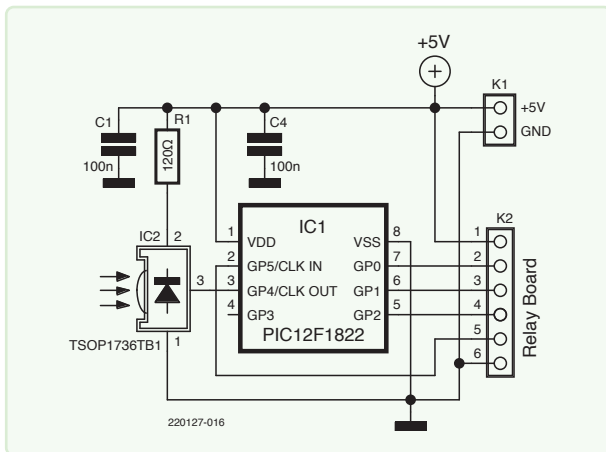 +5V
K1
+5V
GND
C1
100n
R1
120Ω
C4
100n
IC2
2
3
1
TSOP1736TB1
IC1
1 VDD VSS 8
2 GP5/CLK IN GP0 7
3 GP4/CLK OUT GP1 6
4 GP3 GP2 5
PIC12F1822
K2
1
2
3
4
5
6
Relay Board
220127-016